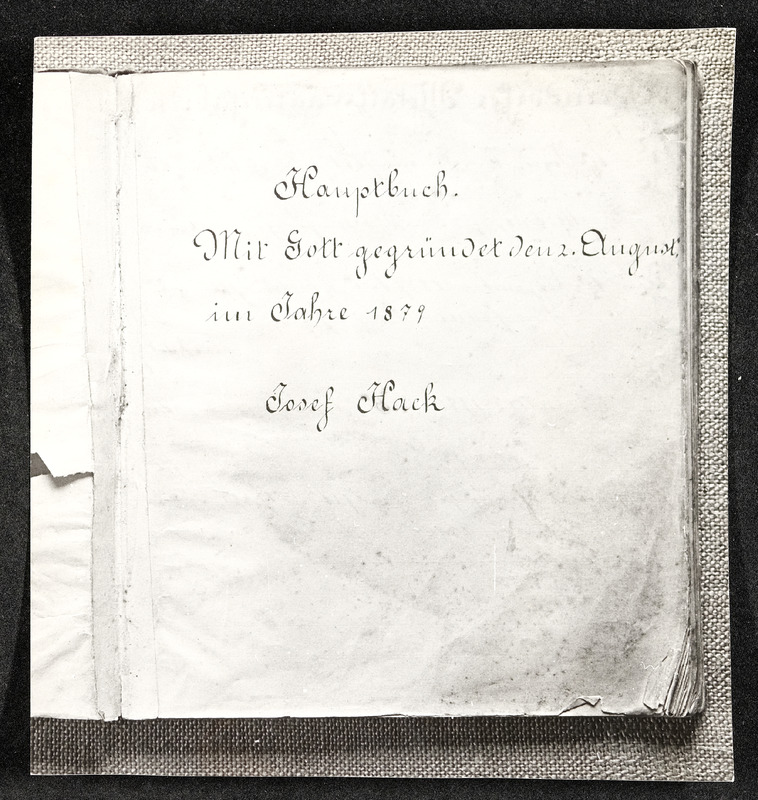 Hauptbuch.
Mit Gott gegründet den 2. August,
im Jahre 1879
Josef Hack